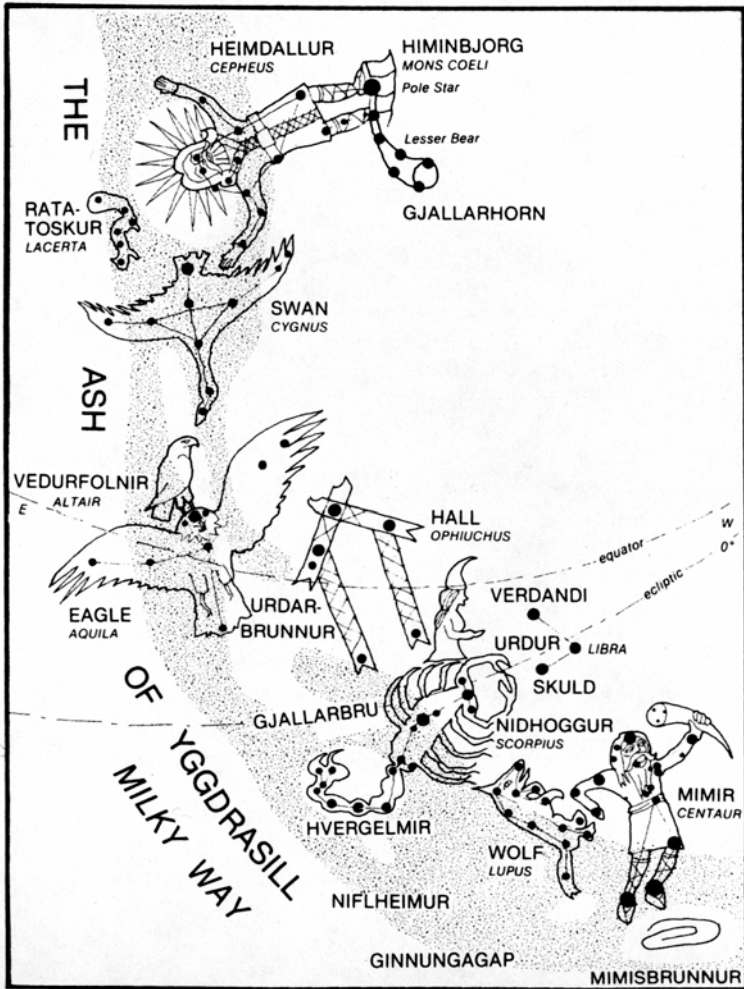 THE
HEIMDALLUR
CEPHEUS
HIMINBJORG
MONS COELI
Pole Star
Lesser Bear
GJALLARHORN
RATA-
TOSKUR
LACERTA
SWAN
CYGNUS
ASH
VEDURFOLNIR
ALTAIR
E
HALL
OPHIUCHUS
equator
W
0°
ecliptic
EAGLE
AQUILA
URDAR-
BRUNNUR
VERDANDI
URDUR
LIBRA
SKULD
OF YGGDRASILL
MILKY WAY
GJALLARBRU
NIDHOGGUR
SCORPIUS
HVERGELMIR
WOLF
LUPUS
MIMIR
CENTAUR
NIFLHEIMUR
GINNUNGAGAP
MIMISBRUNNUR